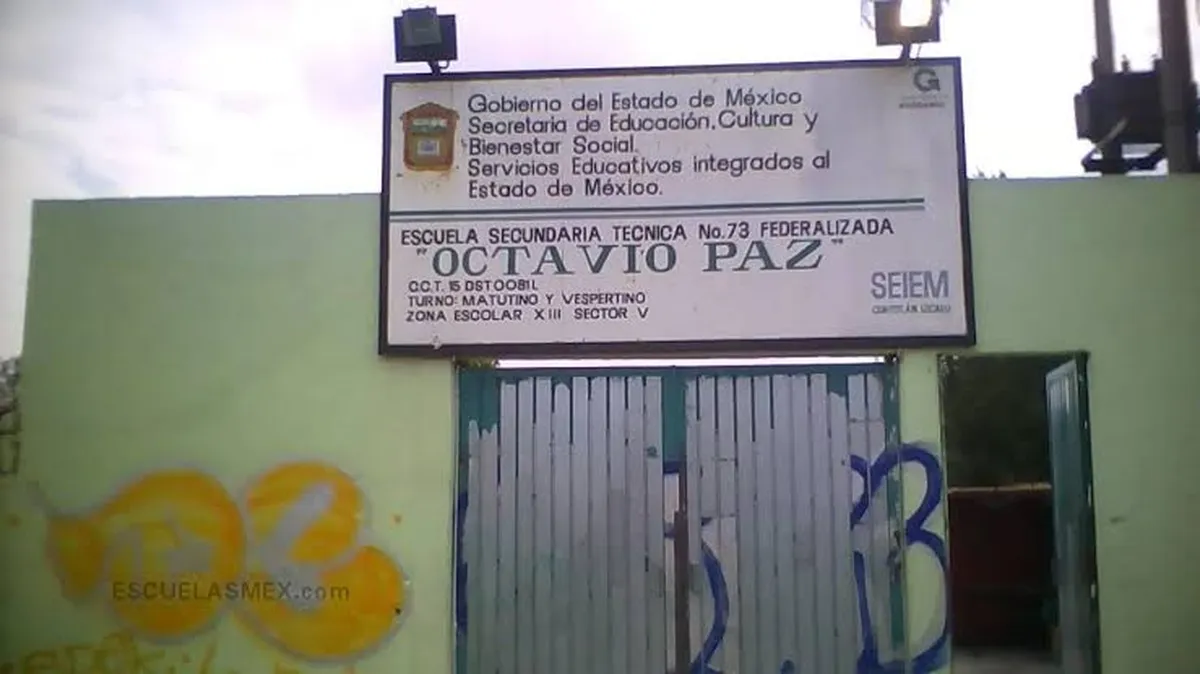 Gobierno del Estado de México
Secretaria de Educación, Cultura y
Bienestar Social.
Servicios Educativos integrados al
Estado de México.
G
ESCUELA SECUNDARIA TECNICA No.73 FEDERALIZADA
"OCTAVIO PAZ"
C.C.T. 15 DST0081L
TURNO: MATUTINO Y VESPERTINO
ZONA ESCOLAR XIII SECTOR V
SEIEM
ESCUELASMEX.com